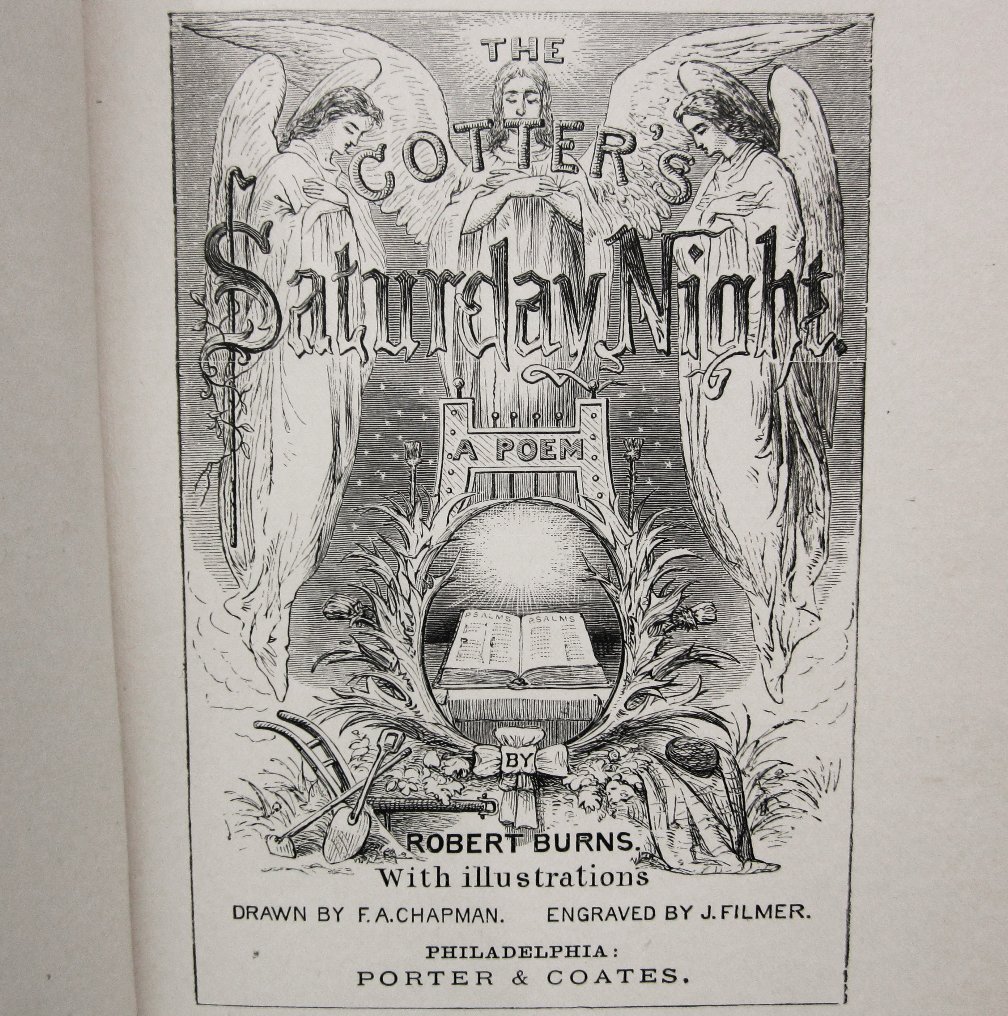 THE
COTTER'S
Saturday Night.
A POEM
PSALMS PSALMS
BY
ROBERT BURNS.
With illustrations
DRAWN BY F.A.CHAPMAN. ENGRAVED BY J.FILMER.
PHILADELPHIA:
PORTER & COATES.